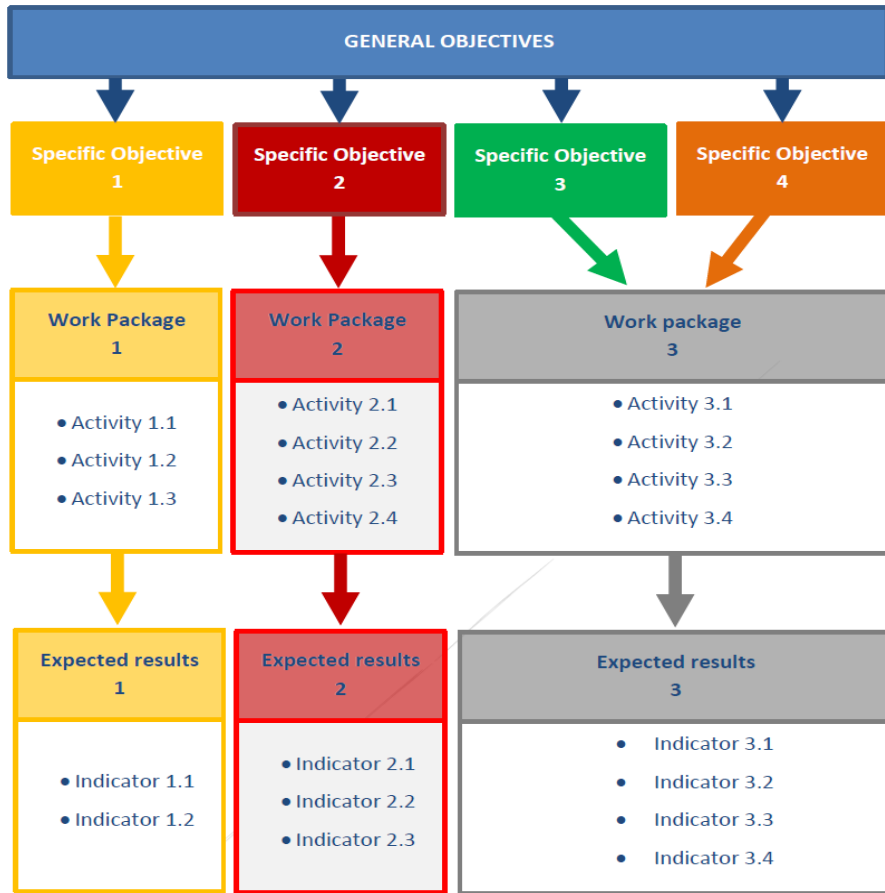 GENERAL OBJECTIVES
Specific Objective
1
Specific Objective
2
Specific Objective
3
Specific Objective
4
Work Package
1
• Activity 1.1
• Activity 1.2
• Activity 1.3
Work Package
2
• Activity 2.1
• Activity 2.2
• Activity 2.3
• Activity 2.4
Work package
3
• Activity 3.1
• Activity 3.2
• Activity 3.3
• Activity 3.4
Expected results
1
• Indicator 1.1
• Indicator 1.2
Expected results
2
• Indicator 2.1
• Indicator 2.2
• Indicator 2.3
Expected results
3
• Indicator 3.1
• Indicator 3.2
• Indicator 3.3
• Indicator 3.4